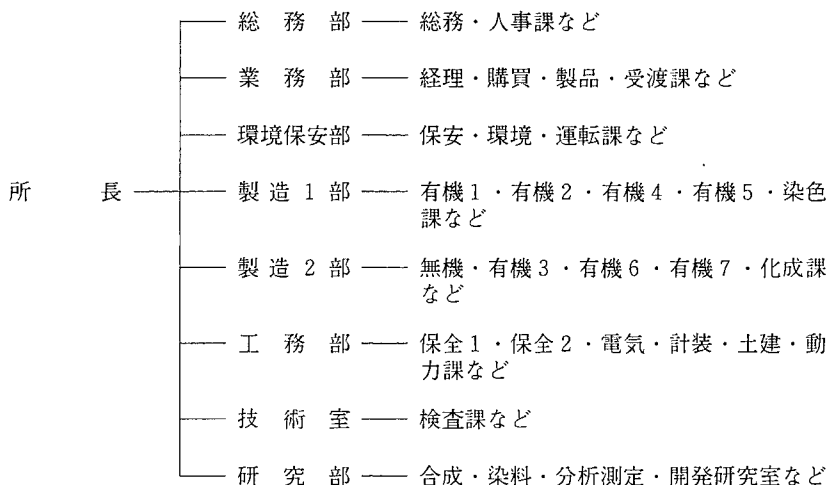 総務部 総務・人事課など
業務部 経理・購買・製品・受渡課など
環境保安部 保安・環境・運転課など
所長 製造1部 有機1・有機2・有機4・有機5・染色
課など
製造2部 無機・有機3・有機6・有機7・化成課
など
工務部 保全1・保全2・電気・計装・土建・動
力課など
技術室 検査課など
研究部 合成・染料・分析測定・開発研究室など